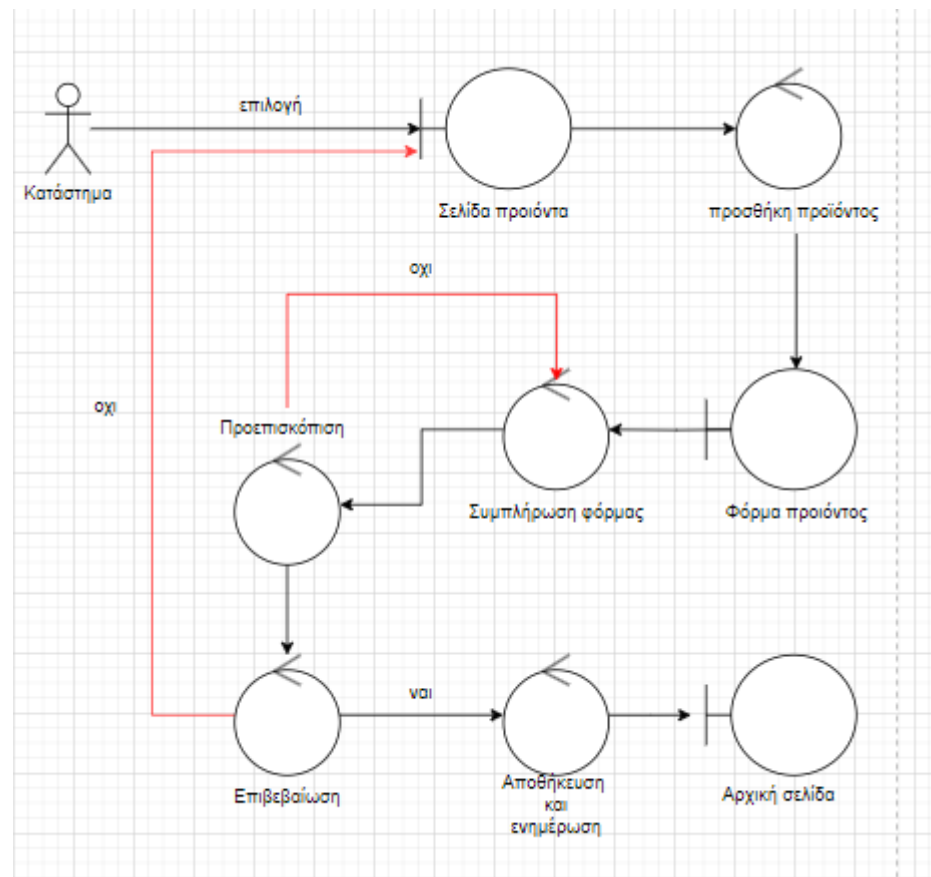 επιλογή
Κατάστημα
Σελίδα προιόντα
προσθήκη προϊόντος
οχι
οχι
Προεπισκόπιση
Συμπλήρωση φόρμας
Φόρμα προιόντος
ναι
Επιβεβαίωση
Αποθήκευση
και
ενημέρωση
Αρχική σελίδα